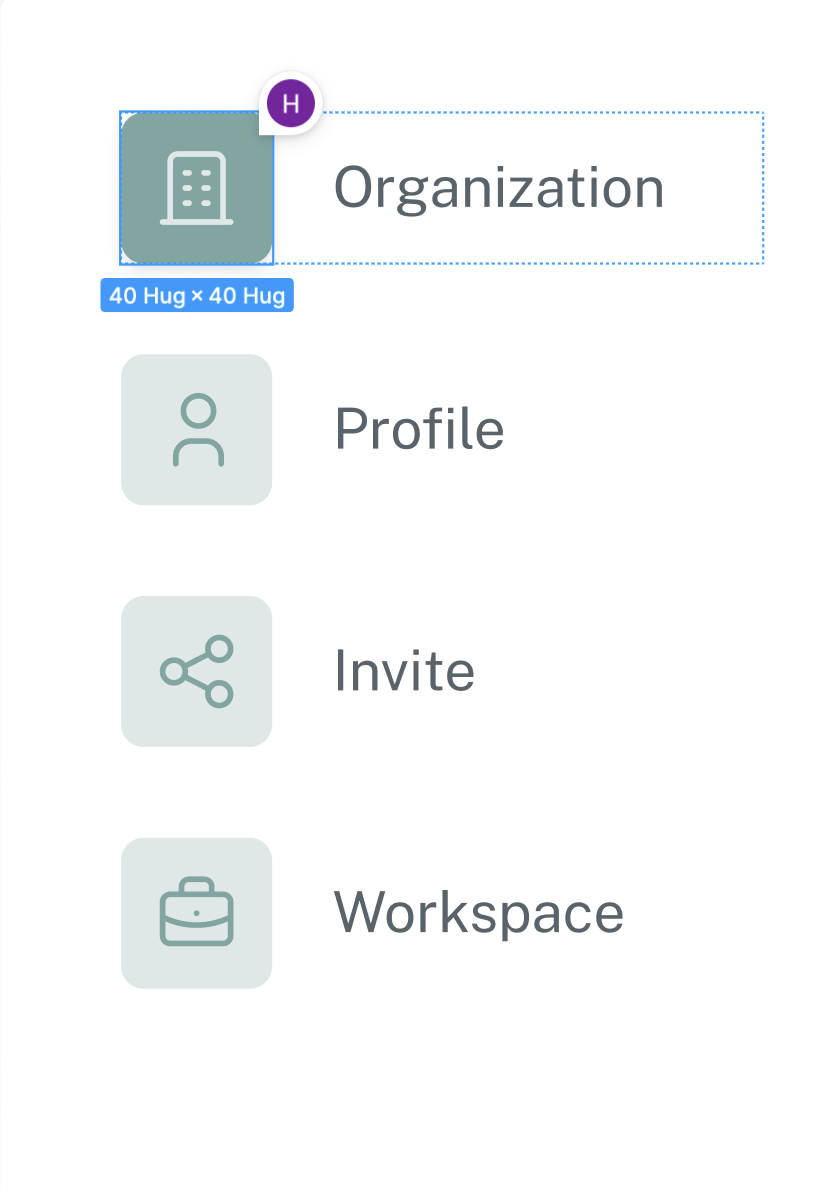 H
Organization
40 Hug × 40 Hug
Profile
Invite
Workspace